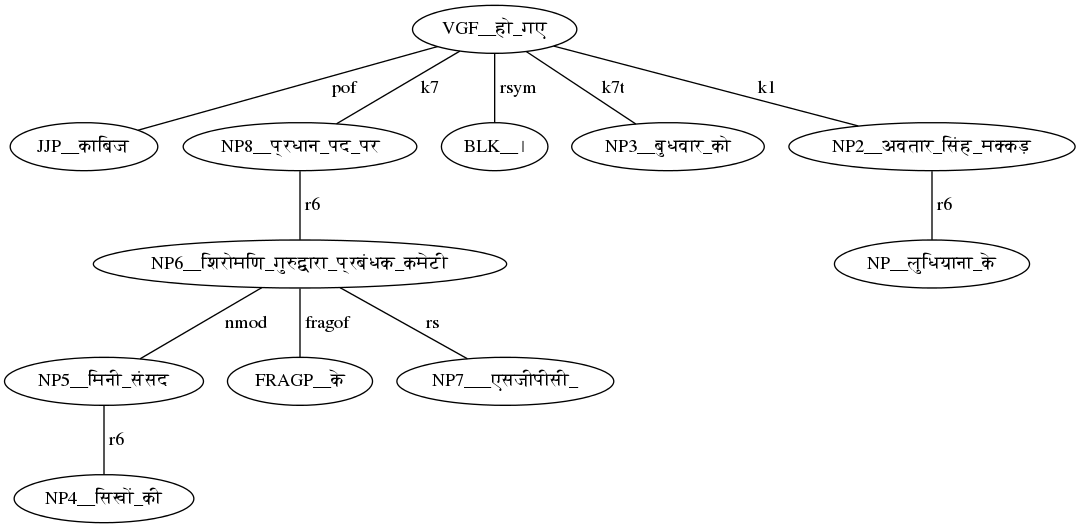 VGF__हो_गए
pof k7 rsym k7t k1
JJP__काबिज NP8__प्रधान_पद_पर BLK__। NP3__बुधवार_को NP2__अवतार_सिंह_मक्कड़
r6 r6
NP6__शिरोमणि_गुरुद्वारा_प्रबंधक_कमेटी NP__लुधियाना_के
nmod fragof rs
NP5__मिनी_संसद FRAGP__के NP7___एसजीपीसी_
r6
NP4__सिखों_की